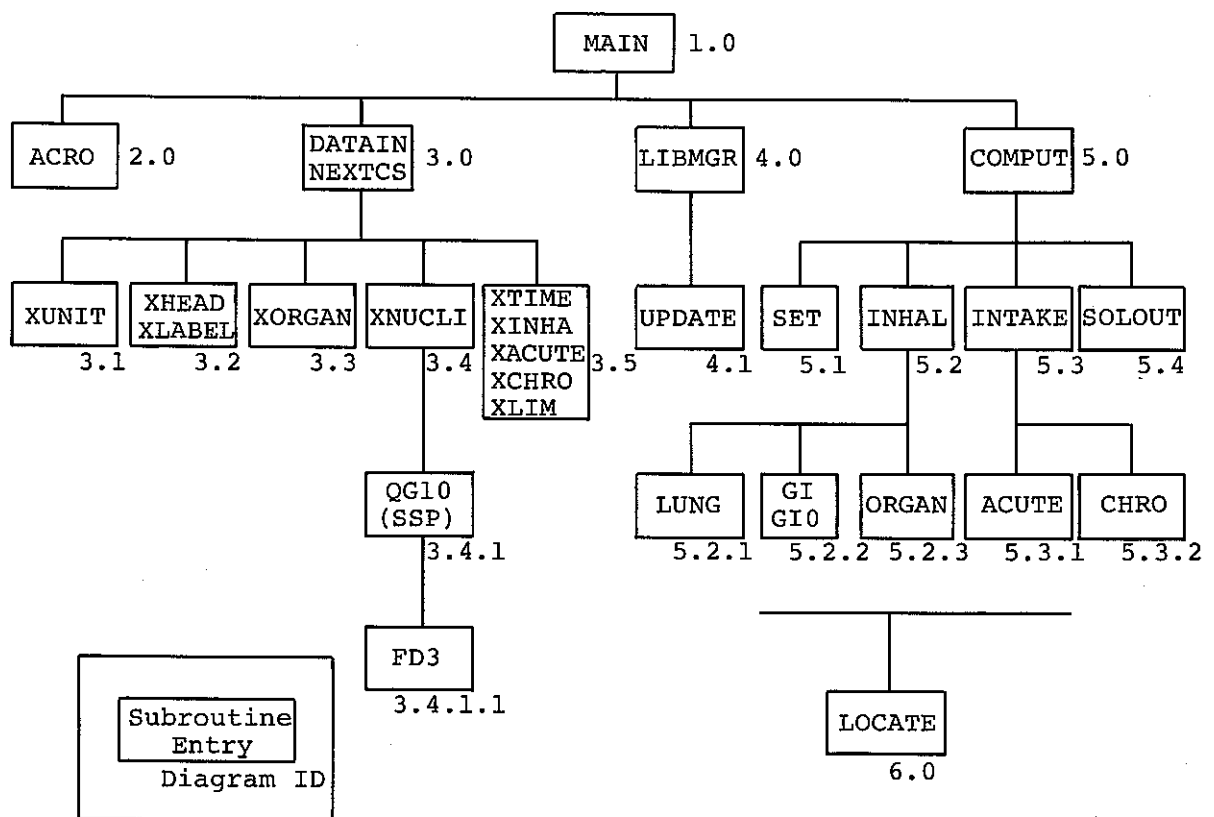 MAIN 1.0
ACRO 2.0
DATAIN
NEXTCS
3.0
LIBMGR 4.0
COMPUT 5.0
XUNIT
3.1
XHEAD
XLABEL
3.2
XORGAN
3.3
XNUCLI
3.4
XTIME
XINHA
XACUTE
XCHRO
XLIM
3.5
UPDATE
4.1
SET
5.1
INHAL
5.2
INTAKE
5.3
SOLOUT
5.4
QG10
(SSP)
3.4.1
LUNG
5.2.1
GI
GI0
5.2.2
ORGAN
5.2.3
ACUTE
5.3.1
CHRO
5.3.2
FD3
3.4.1.1
LOCATE
6.0
Subroutine
Entry
Diagram ID